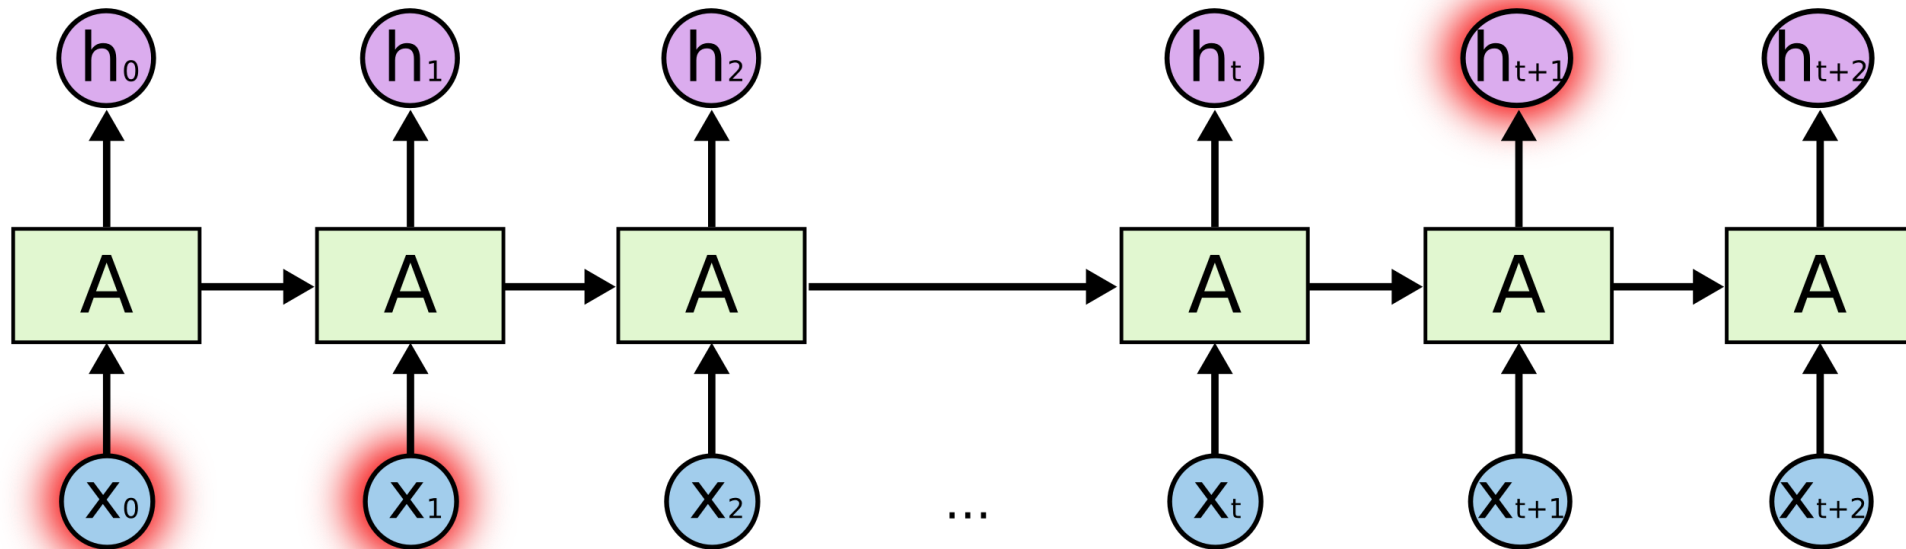 h0 h1 h2 ht ht+1 ht+2
A A A A A A
x0 x1 x2 ... xt xt+1 xt+2